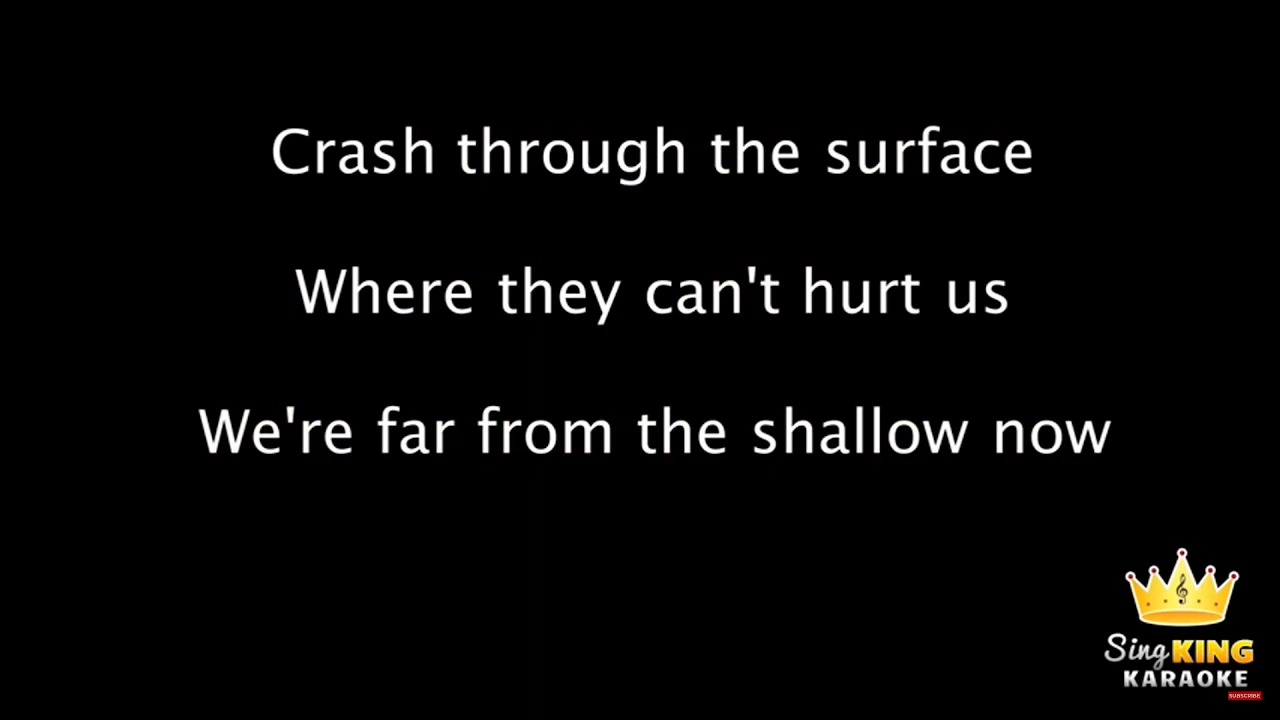 Crash through the surface
Where they can't hurt us
We're far from the shallow now
Sing KING
KARAOKE
SUBSCRIBE